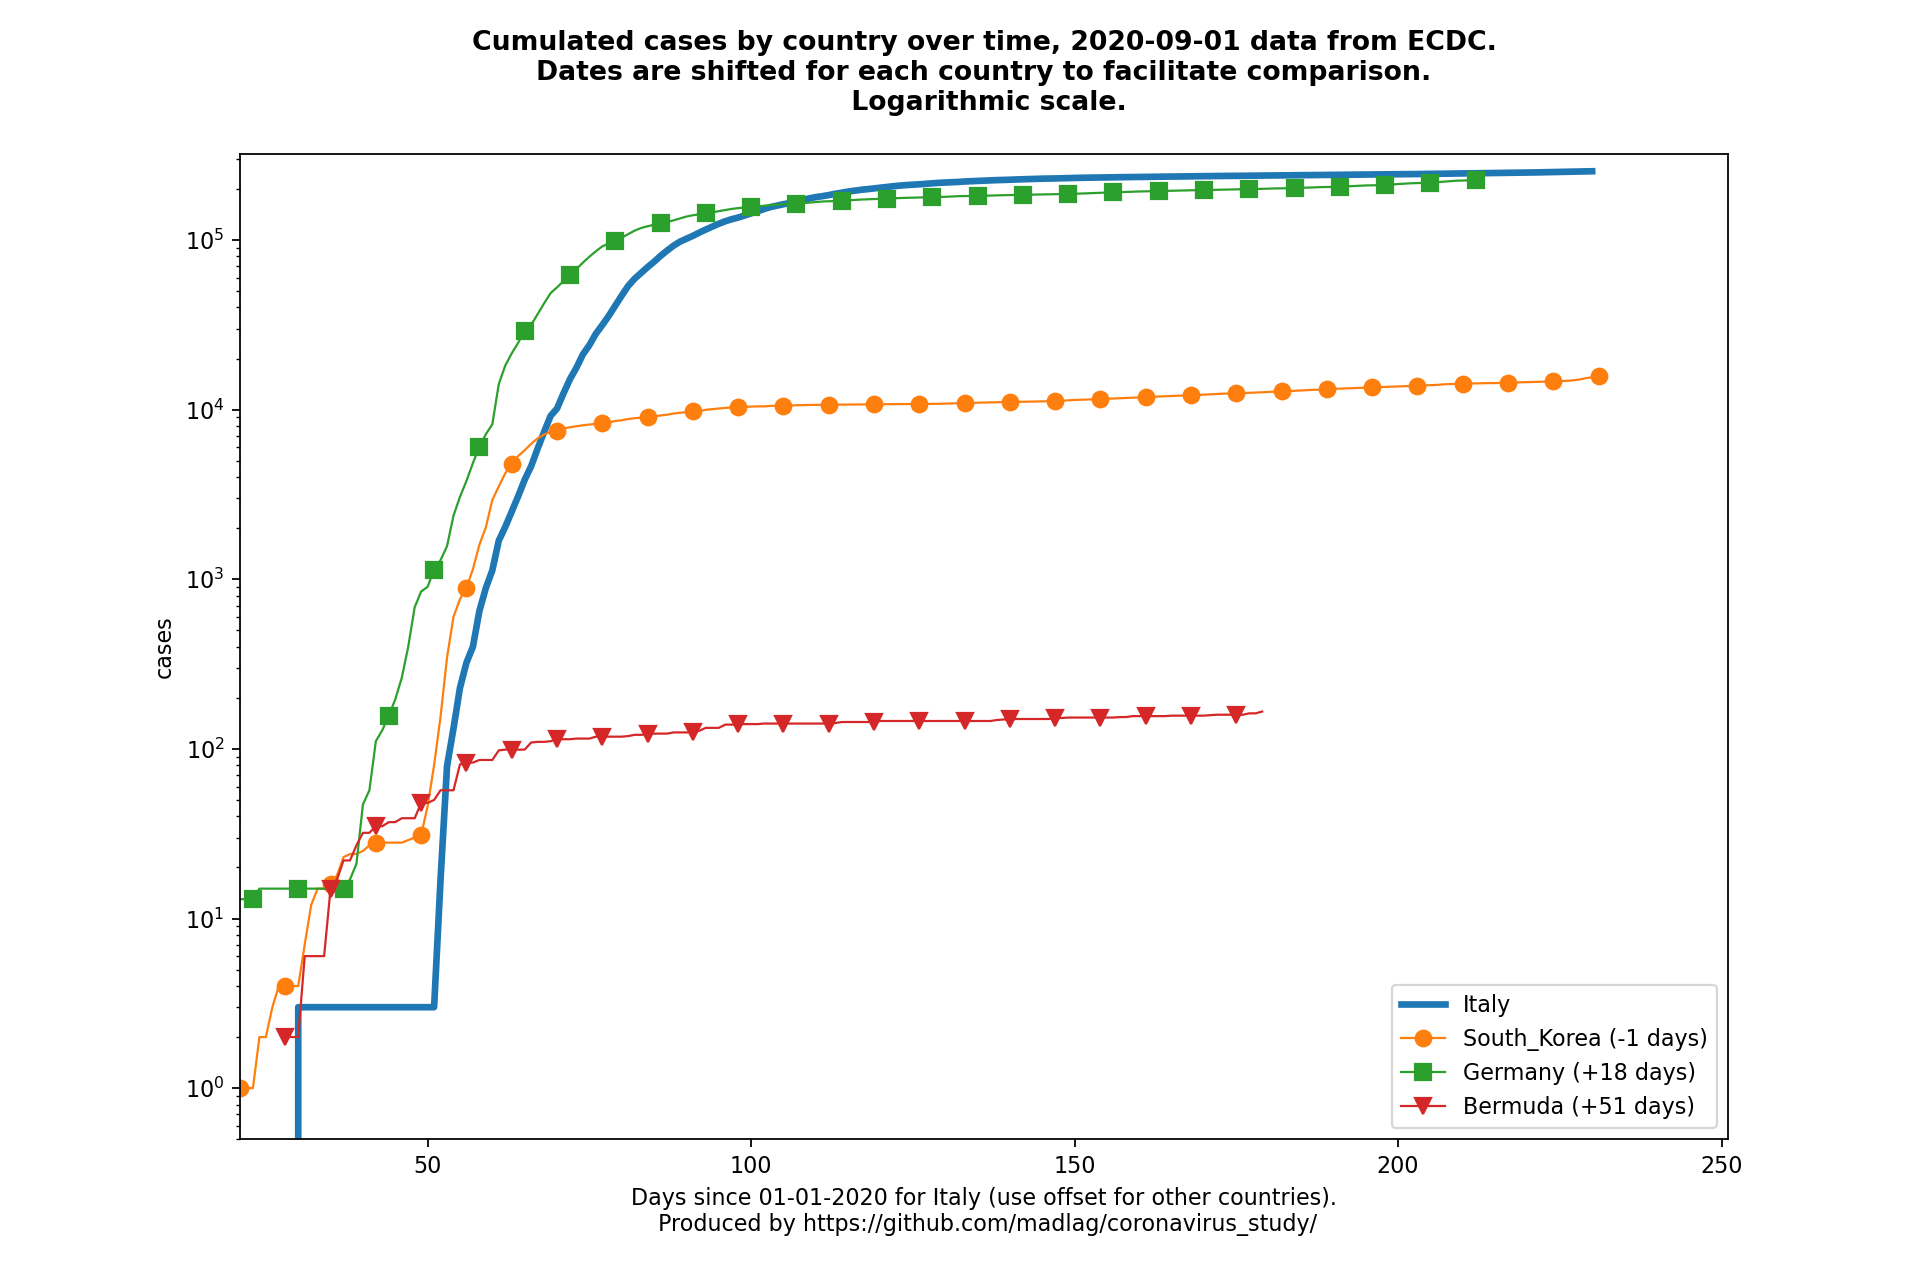 Cumulated cases by country over time, 2020-09-01 data from ECDC.
Dates are shifted for each country to facilitate comparison.
Logarithmic scale.
10^5
10^4
10^3
10^2
10^1
10^0
cases
Italy
South_Korea (-1 days)
Germany (+18 days)
Bermuda (+51 days)
50 100 150 200 250
Days since 01-01-2020 for Italy (use offset for other countries).
Produced by https://github.com/madlag/coronavirus_study/